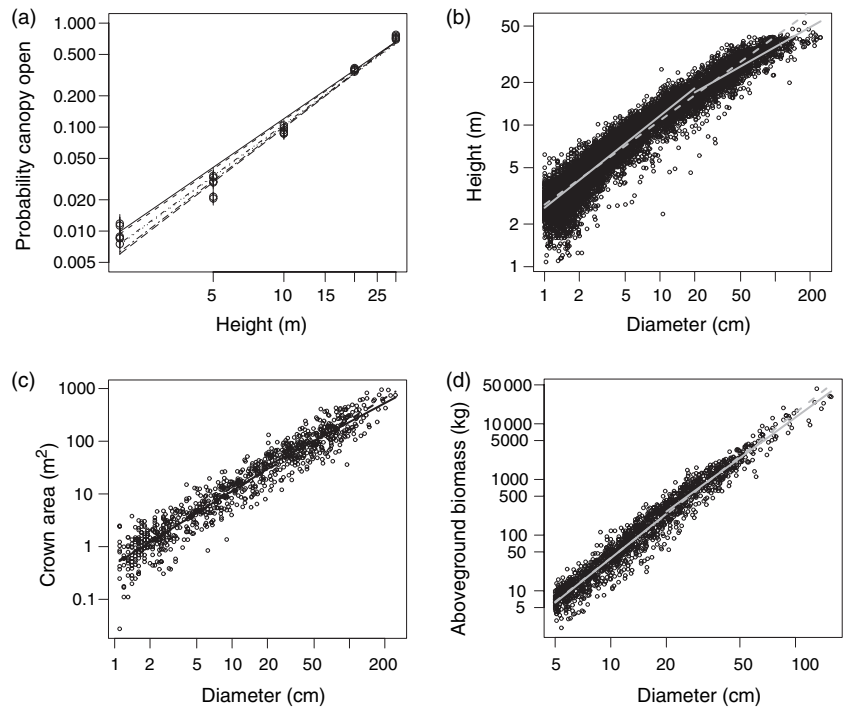 (a)
Probability canopy open
1.000
0.500
0.200
0.100
0.050
0.020
0.010
0.005
5 10 15 25
Height (m)
(b)
Height (m)
50
20
10
5
2
1
1 2 5 10 20 50 200
Diameter (cm)
(c)
Crown area (m²)
1000
100
10
1
0.1
1 2 5 10 20 50 200
Diameter (cm)
(d)
Aboveground biomass (kg)
50 000
10 000
5000
1000
500
100
50
10
5
5 10 20 50 100
Diameter (cm)